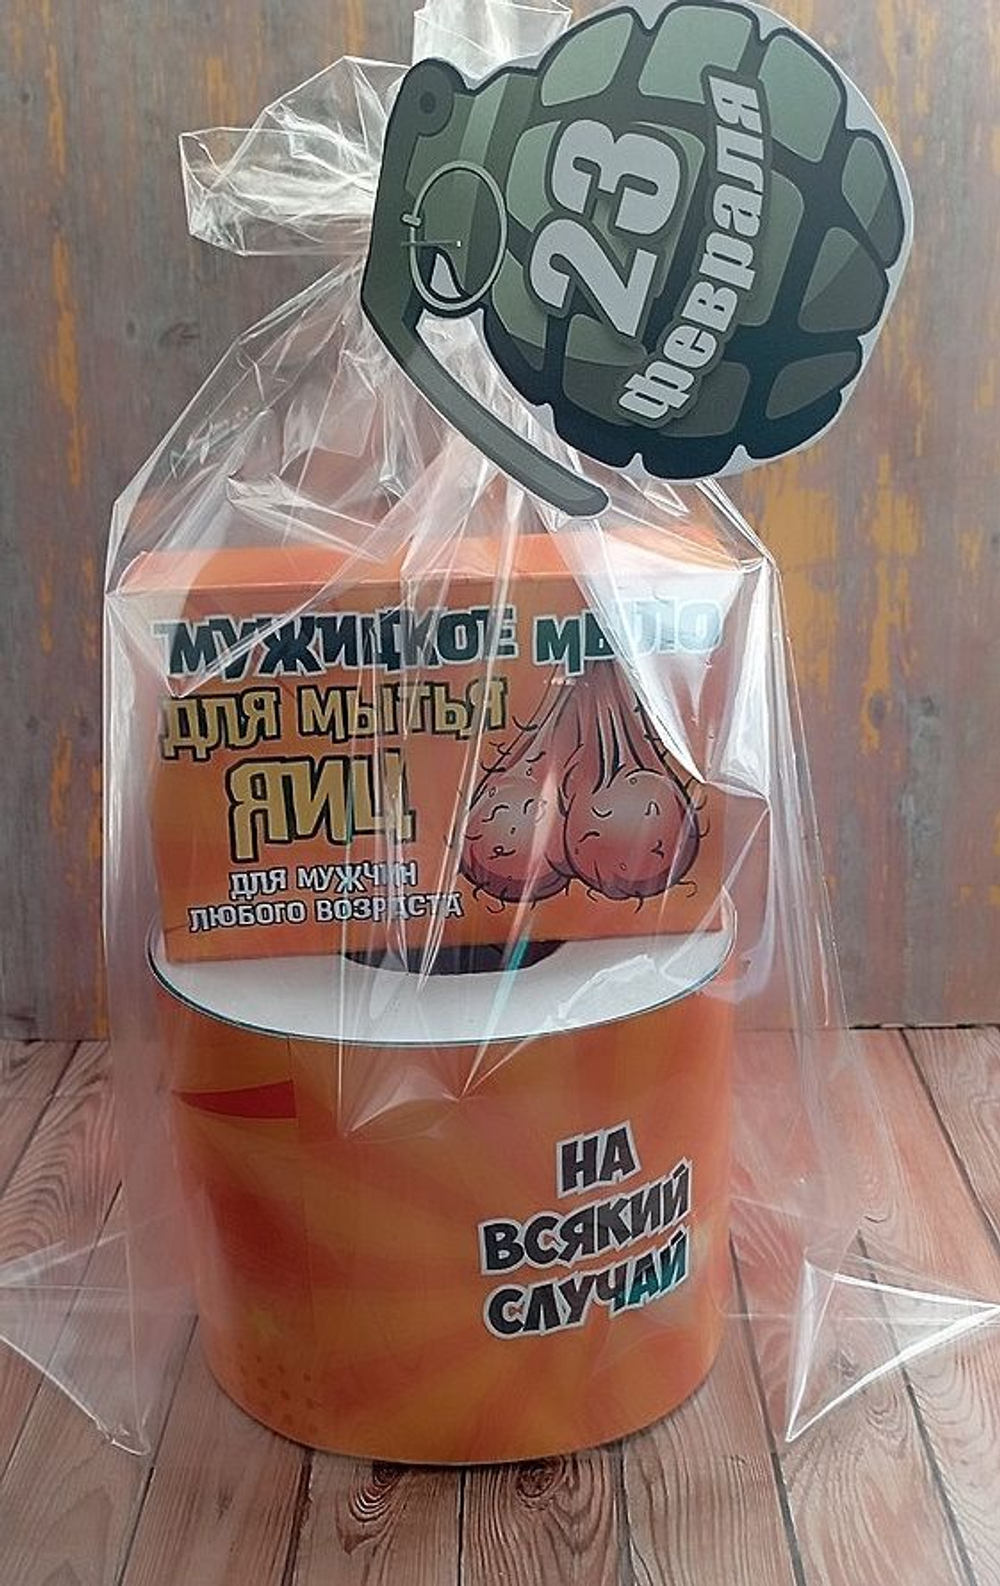 23
февраля
МУЖИЦКОЕ МЫЛО
ДЛЯ МЫТЬЯ
ЯИЦ
ДЛЯ МУЖЧИН
ЛЮБОГО ВОЗРАСТА
НА
ВСЯКИЙ
СЛУЧАЙ